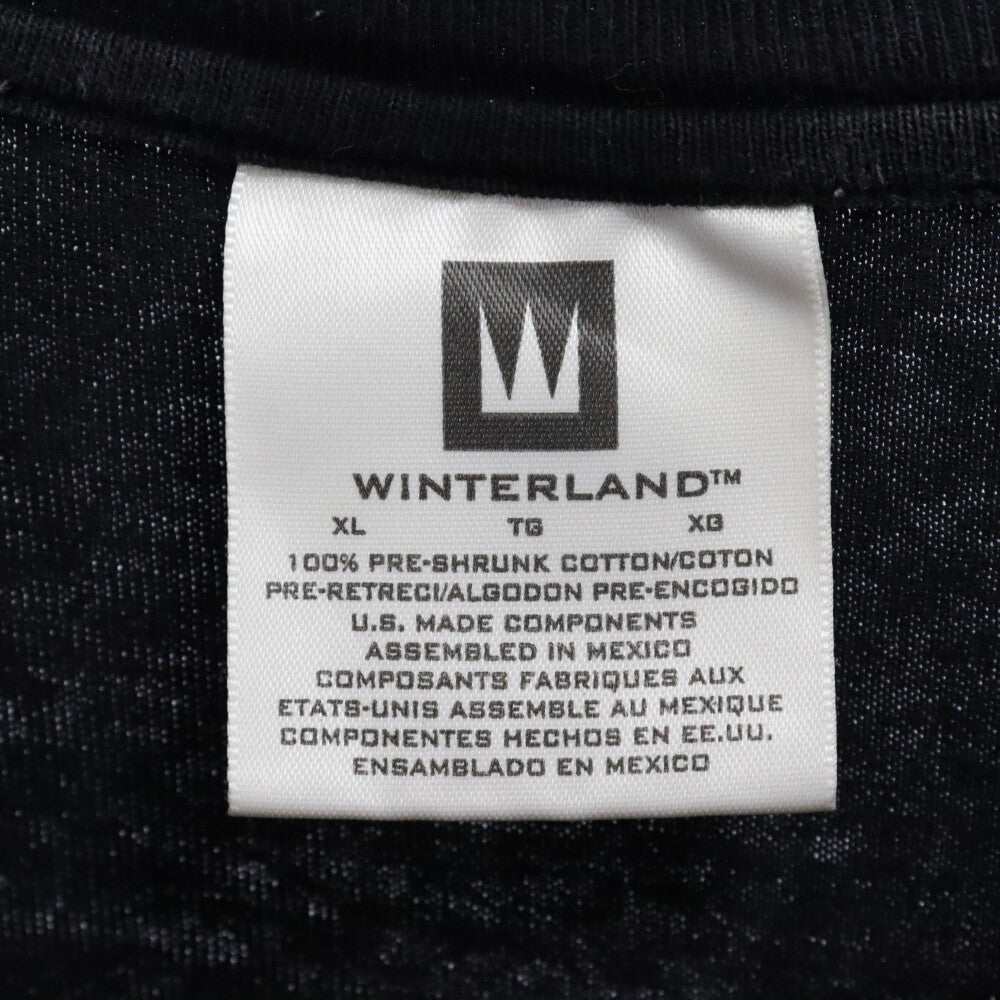 W
WINTERLAND™
XL TG XG
100% PRE-SHRUNK COTTON/COTON
PRE-RETRECI/ALGODON PRE-ENCOGIDO
U.S. MADE COMPONENTS
ASSEMBLED IN MEXICO
COMPOSANTS FABRIQUES AUX
ETATS-UNIS ASSEMBLE AU MEXIQUE
COMPONENTES HECHOS EN EE.UU.
ENSAMBLADO EN MEXICO